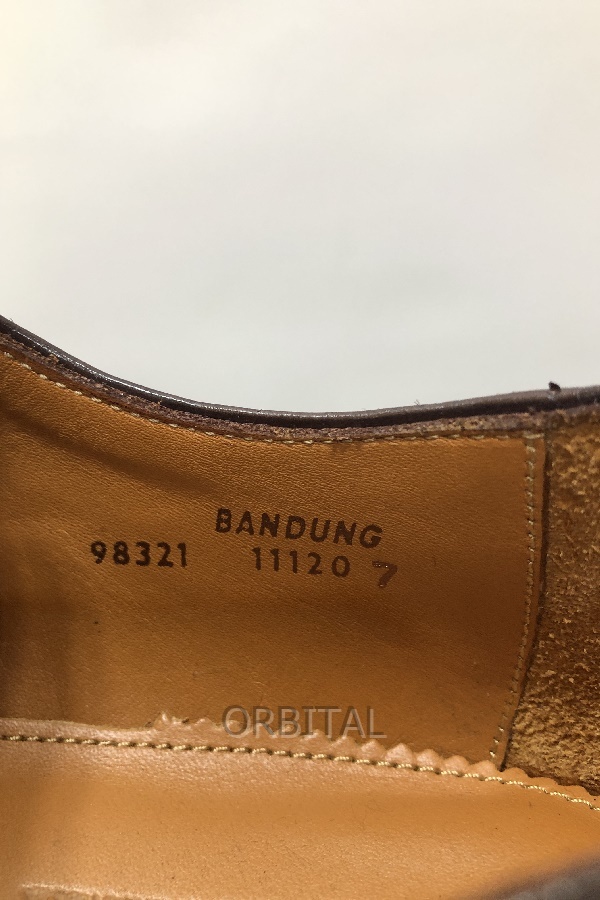 BANDUNG
98321 11120 7
ORBITAL